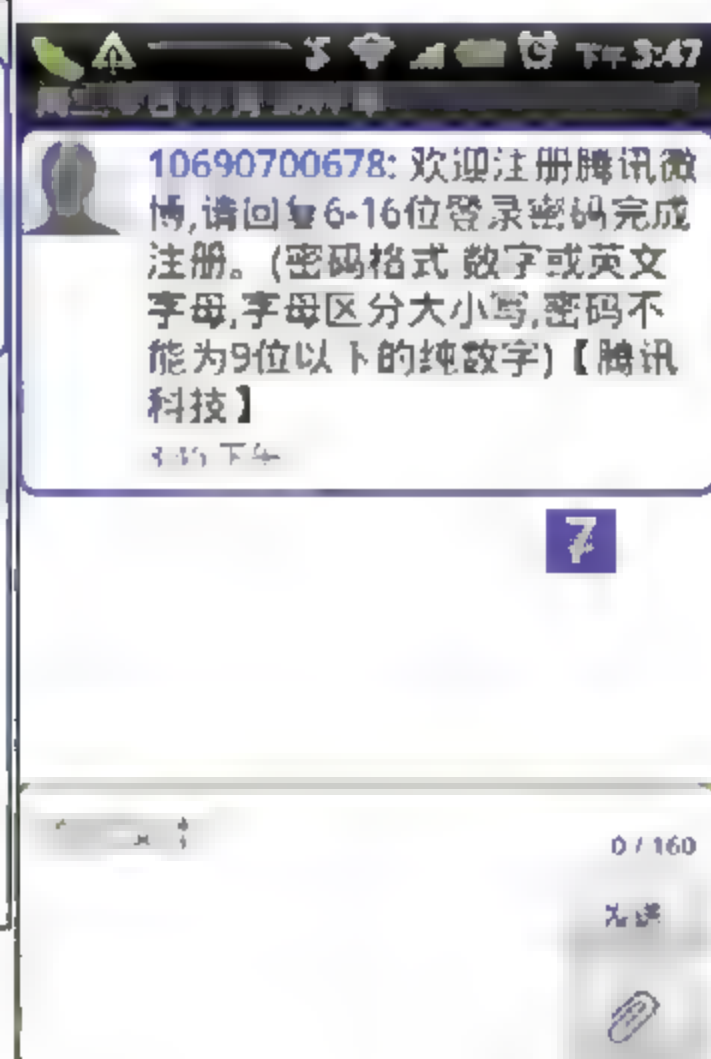 下午 3:47
10690700678: 欢迎注册腾讯微
博,请回复6-16位登录密码完成
注册。(密码格式 数字或英文
字母,字母区分大小写,密码不
能为9位以下的纯数字)【腾讯
科技】
下午
7
0 / 160
发送